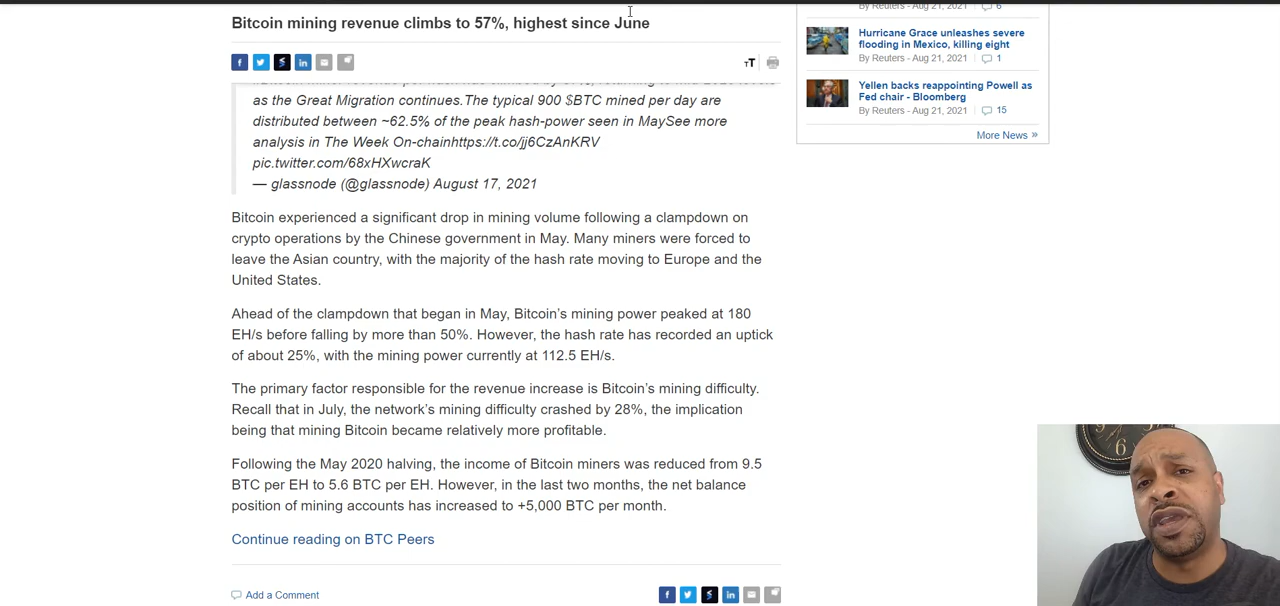 By Reuters - Aug 21, 2021 6
Bitcoin mining revenue climbs to 57%, highest since June
Hurricane Grace unleashes severe
flooding in Mexico, killing eight
By Reuters - Aug 21, 2021 1
Yellen backs reappointing Powell as
Fed chair - Bloomberg
By Reuters - Aug 21, 2021 15
More News »
as the Great Migration continues.The typical 900 $BTC mined per day are
distributed between ~62.5% of the peak hash-power seen in MaySee more
analysis in The Week On-chainhttps://t.co/jj6CzAnKRV
pic.twitter.com/68xHXwcraK
— glassnode (@glassnode) August 17, 2021
Bitcoin experienced a significant drop in mining volume following a clampdown on
crypto operations by the Chinese government in May. Many miners were forced to
leave the Asian country, with the majority of the hash rate moving to Europe and the
United States.
Ahead of the clampdown that began in May, Bitcoin’s mining power peaked at 180
EH/s before falling by more than 50%. However, the hash rate has recorded an uptick
of about 25%, with the mining power currently at 112.5 EH/s.
The primary factor responsible for the revenue increase is Bitcoin’s mining difficulty.
Recall that in July, the network’s mining difficulty crashed by 28%, the implication
being that mining Bitcoin became relatively more profitable.
Following the May 2020 halving, the income of Bitcoin miners was reduced from 9.5
BTC per EH to 5.6 BTC per EH. However, in the last two months, the net balance
position of mining accounts has increased to +5,000 BTC per month.
Continue reading on BTC Peers
Add a Comment
6